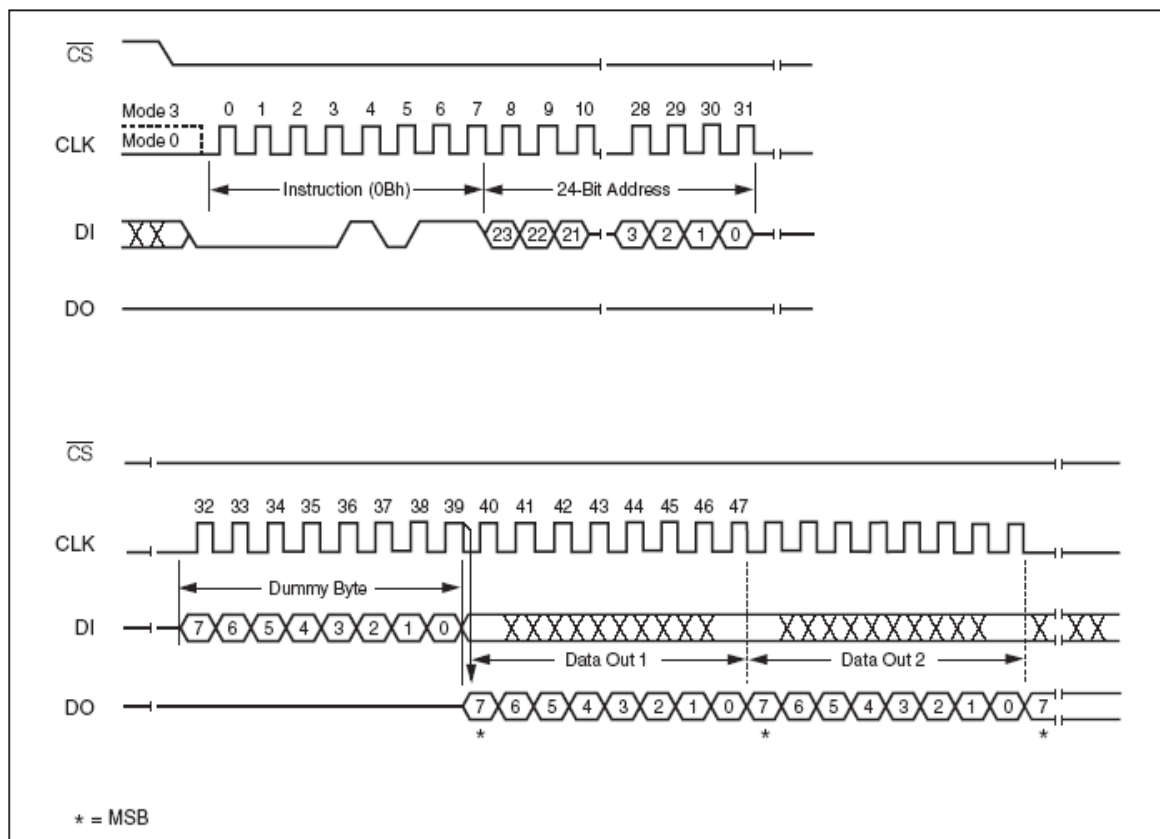 CS
Mode 3 0 1 2 3 4 5 6 7 8 9 10 28 29 30 31
CLK Mode 0
Instruction (0Bh) 24-Bit Address
DI 23 22 21 3 2 1 0
DO
CS
32 33 34 35 36 37 38 39 40 41 42 43 44 45 46 47
CLK
Dummy Byte
DI 7 6 5 4 3 2 1 0
Data Out 1 Data Out 2
DO 7 6 5 4 3 2 1 0 7 6 5 4 3 2 1 0 7
* * *
* = MSB